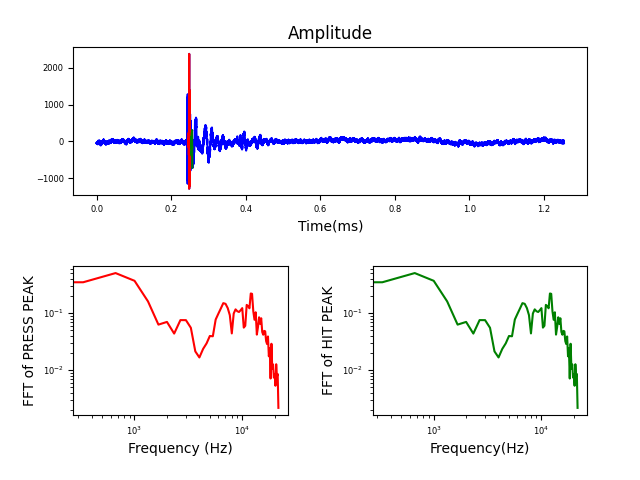 Amplitude
2000
1000
0
−1000
0.0 0.2 0.4 0.6 0.8 1.0 1.2
Time(ms)
FFT of PRESS PEAK
10⁻¹
10⁻²
10³ 10⁴
Frequency (Hz)
FFT of HIT PEAK
10⁻¹
10⁻²
10³ 10⁴
Frequency(Hz)